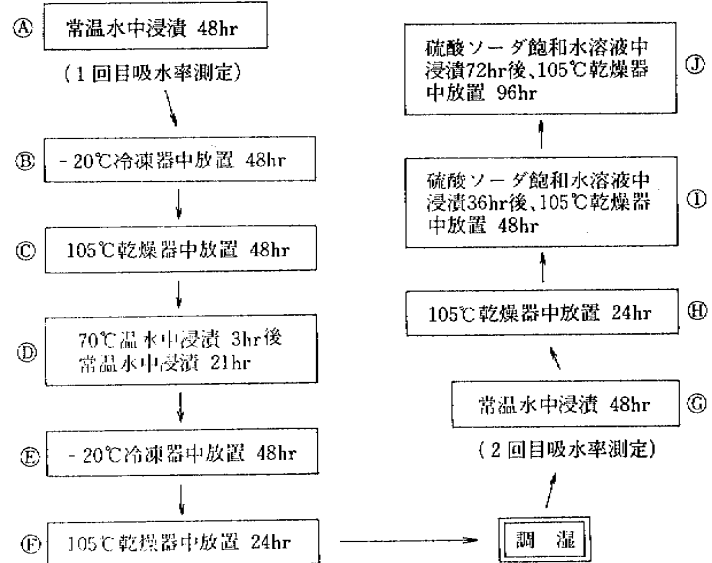 Ⓐ 常温水中浸漬 48hr
(1回目吸水率測定)
Ⓑ -20℃冷凍器中放置 48hr
Ⓒ 105℃乾燥器中放置 48hr
Ⓓ 70℃温水中浸漬 3hr後
常温水中浸漬 21hr
Ⓔ -20℃冷凍器中放置 48hr
Ⓕ 105℃乾燥器中放置 24hr
調 湿
常温水中浸漬 48hr Ⓖ
(2回目吸水率測定)
105℃乾燥器中放置 24hr Ⓗ
硫酸ソーダ飽和水溶液中
浸漬36hr後、105℃乾燥器 Ⓘ
中放置 48hr
硫酸ソーダ飽和水溶液中
浸漬72hr後、105℃乾燥器 Ⓙ
中放置 96hr